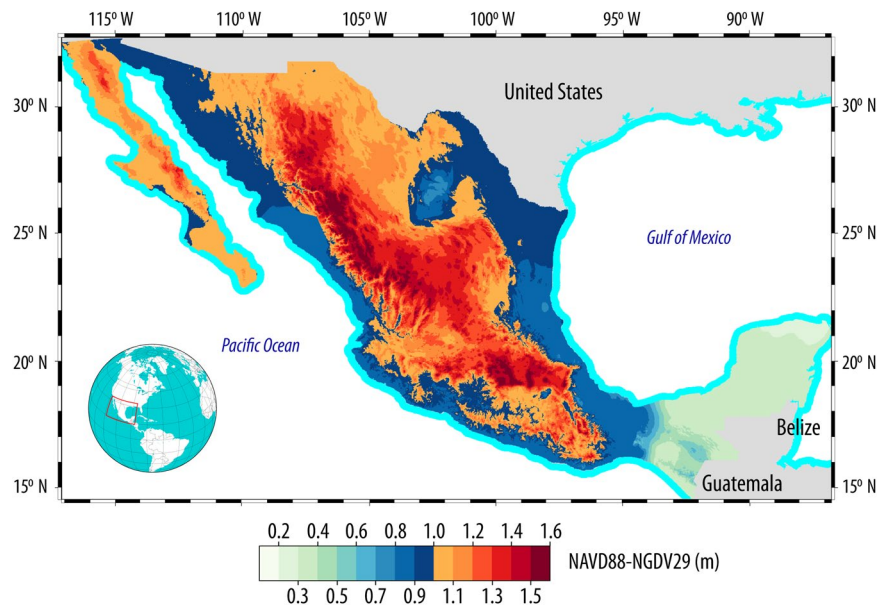 115º W 110º W 105º W 100º W 95º W 90º W
United States
30º N 30º N
25º N 25º N
Gulf of Mexico
Pacific Ocean
20º N 20º N
Belize
15º N Guatemala 15º N
0.2 0.4 0.6 0.8 1.0 1.2 1.4 1.6
NAVD88-NGDV29 (m)
0.3 0.5 0.7 0.9 1.1 1.3 1.5